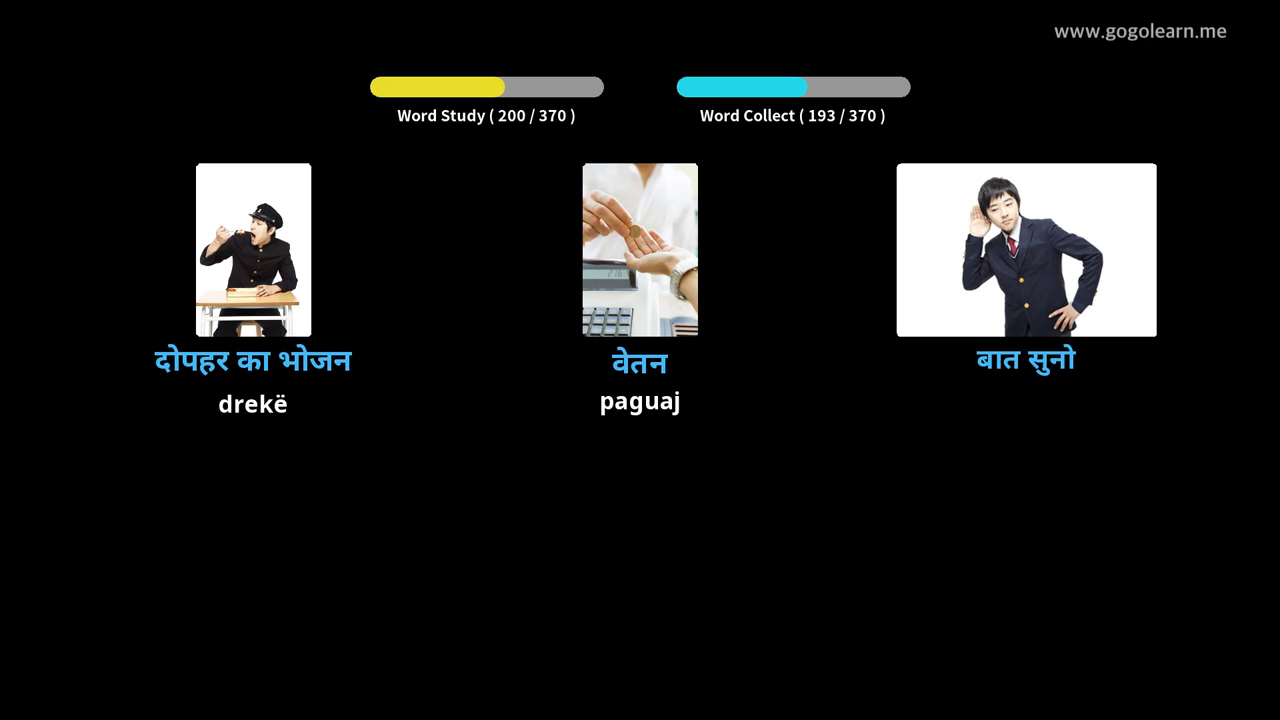 www.gogolearn.me
Word Study ( 200 / 370 )
Word Collect ( 193 / 370 )
दोपहर का भोजन
वेतन
बात सुनो
drekë
paguaj